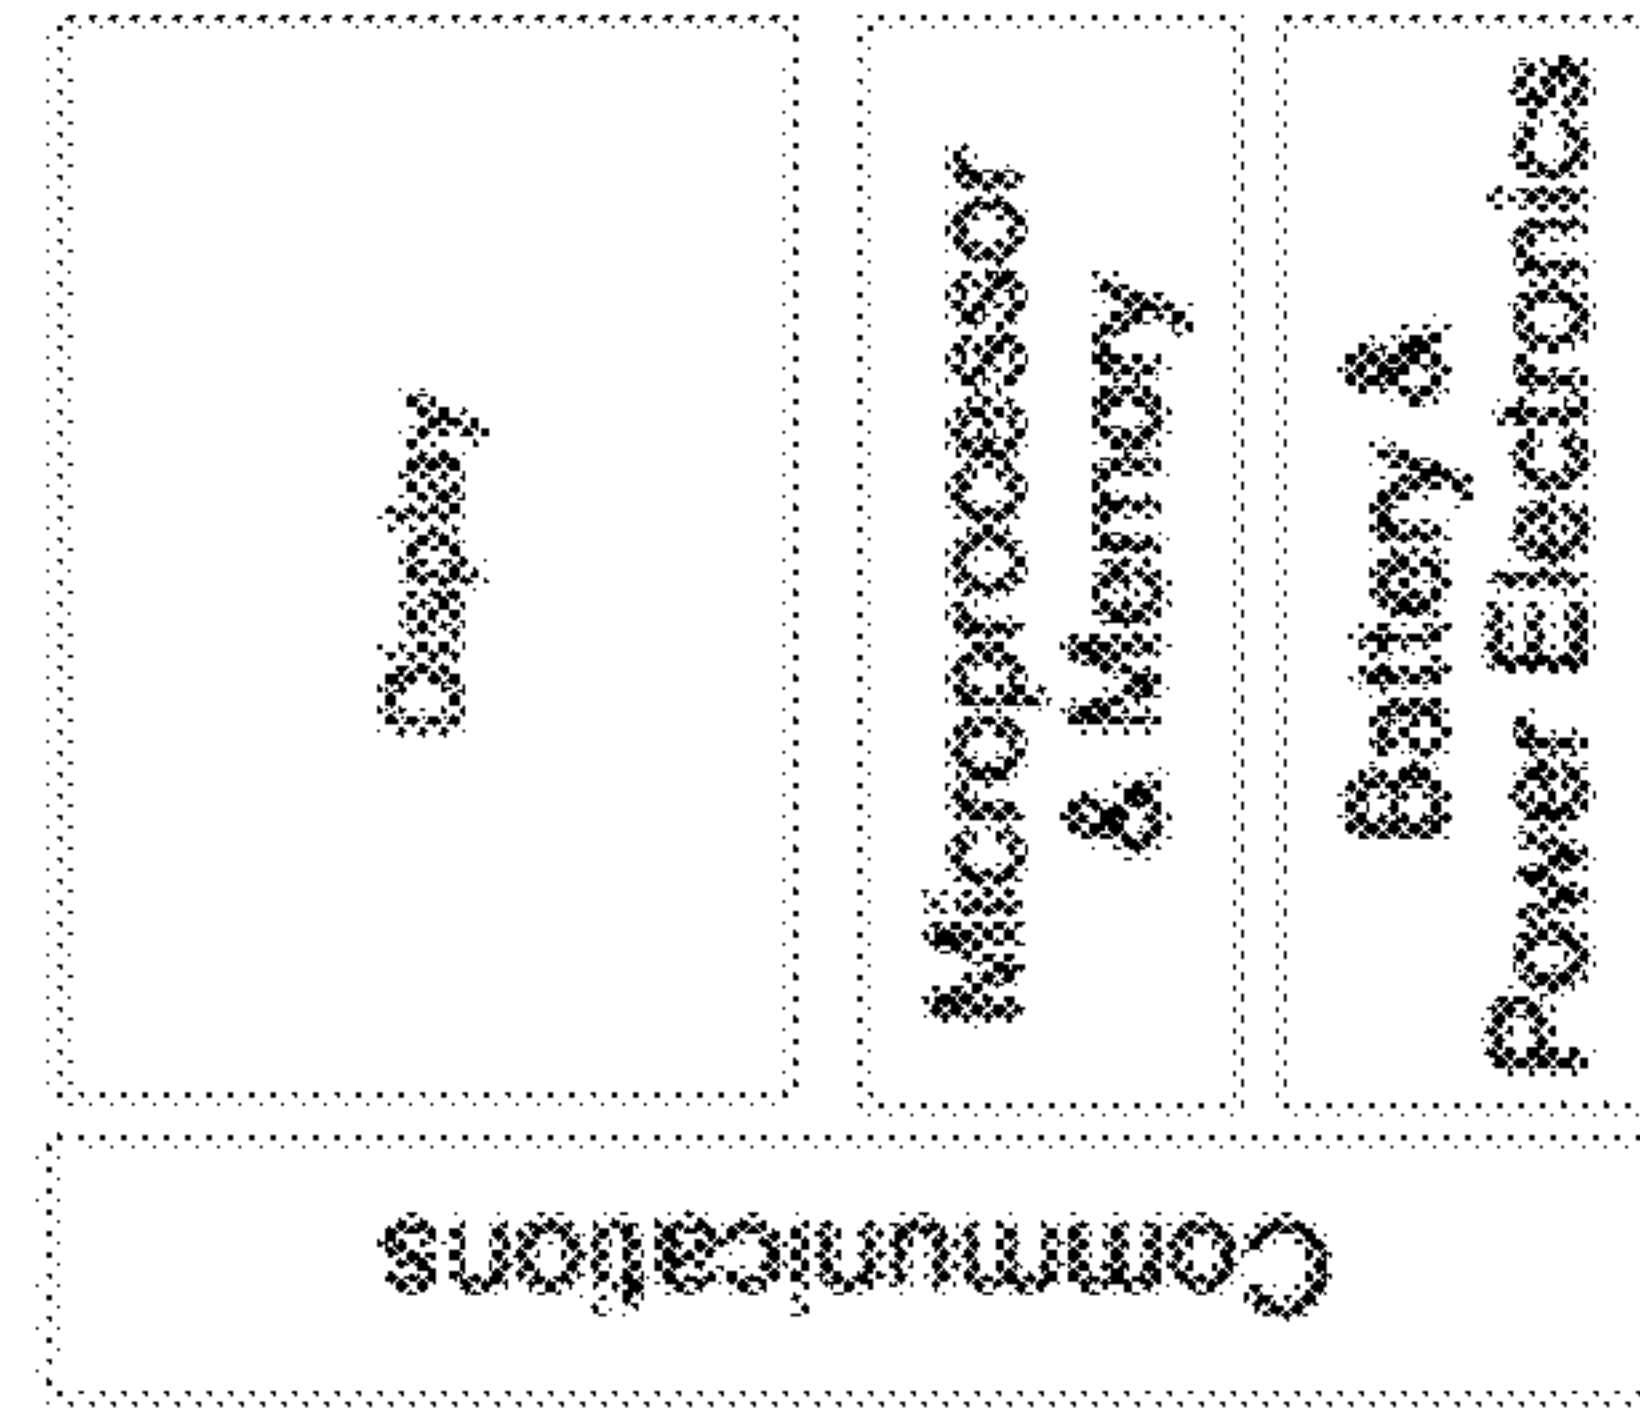 Display
Microprocessor
& Memory
Battery &
Power Electronics
Communications